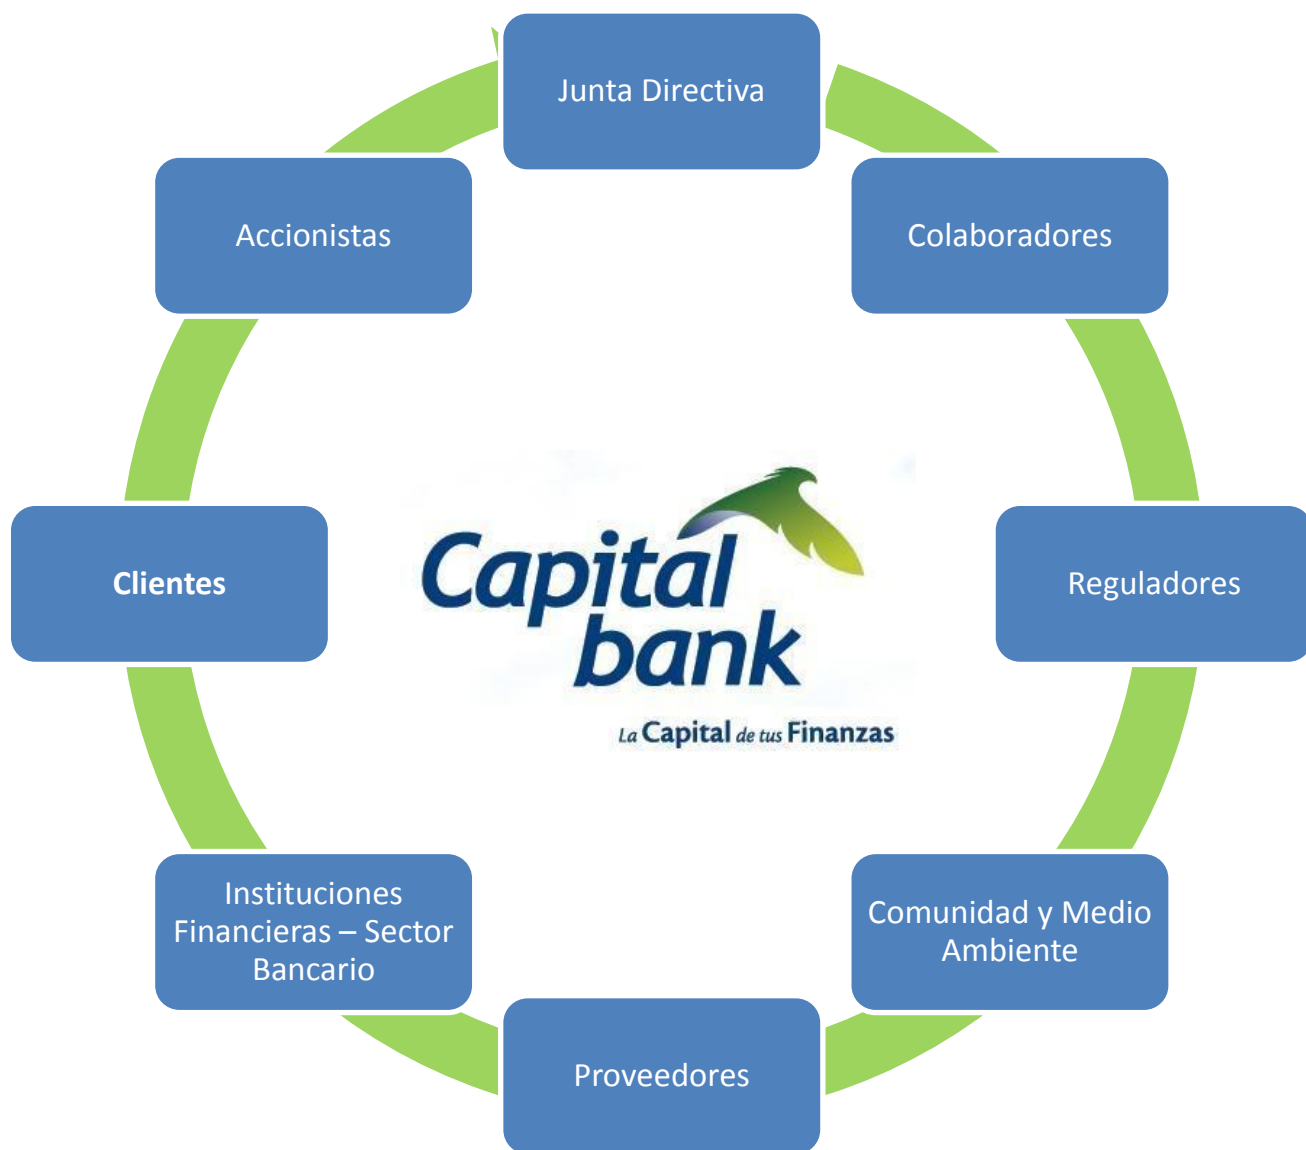 Junta Directiva
Accionistas
Colaboradores
Capital
bank
La Capital de tus Finanzas
Clientes
Reguladores
Instituciones
Financieras – Sector
Bancario
Comunidad y Medio
Ambiente
Proveedores